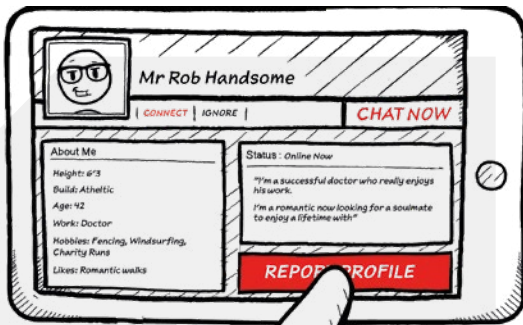 Mr Rob Handsome
| CONNECT | IGNORE |
CHAT NOW
About Me
Height: 6'3
Build: Atheltic
Age: 42
Work: Doctor
Hobbies: Fencing, Windsurfing,
Charity Runs
Likes: Romantic walks
Status : Online Now
"I'm a successful doctor who really enjoys
his work.
I'm a romantic now looking for a soulmate
to enjoy a lifetime with"
REPORT PROFILE